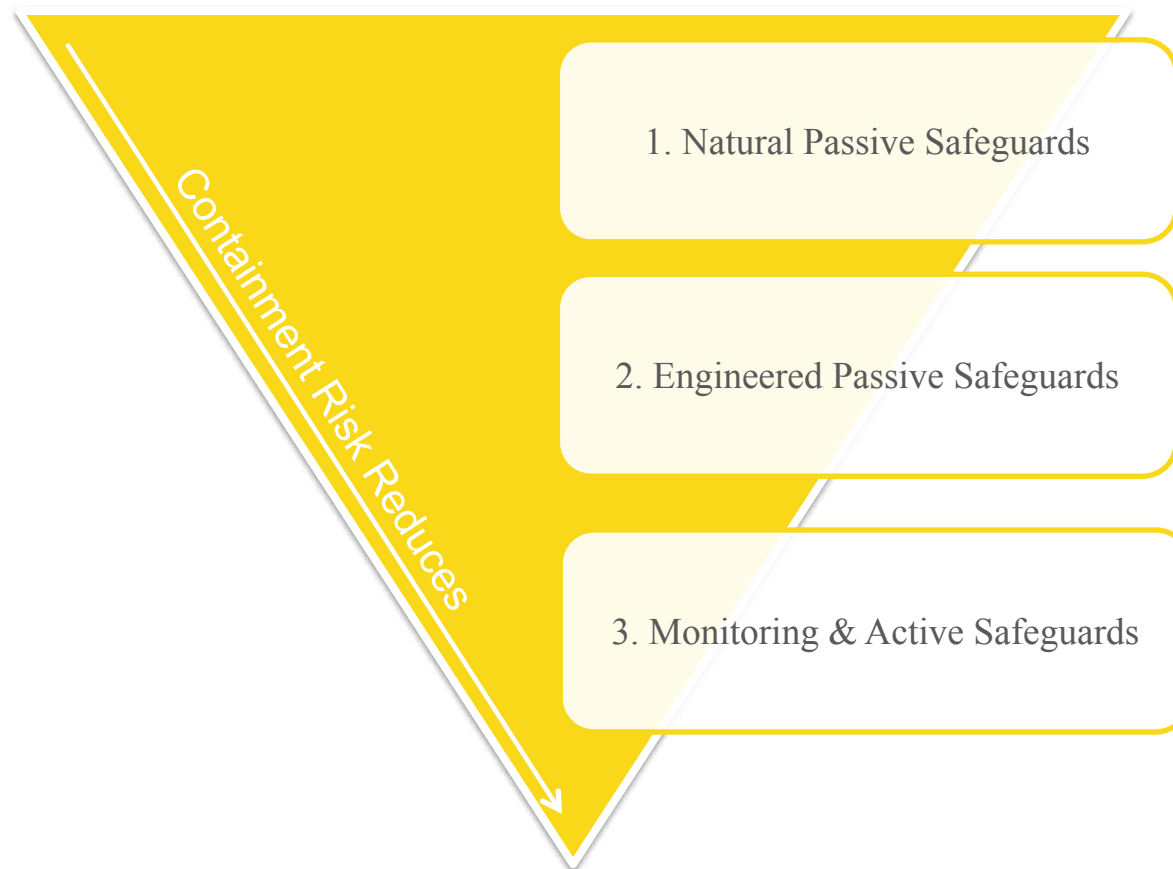 1. Natural Passive Safeguards
Containment Risk Reduces
2. Engineered Passive Safeguards
3. Monitoring & Active Safeguards